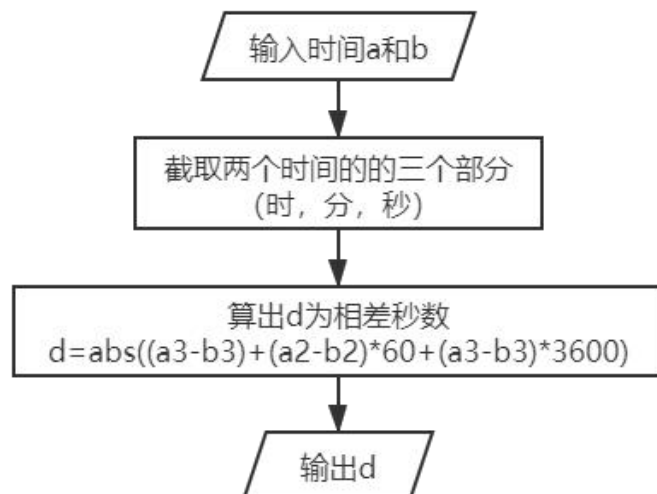 输入时间a和b
截取两个时间的的三个部分
(时，分，秒)
算出d为相差秒数
d=abs((a3-b3)+(a2-b2)*60+(a3-b3)*3600)
输出d